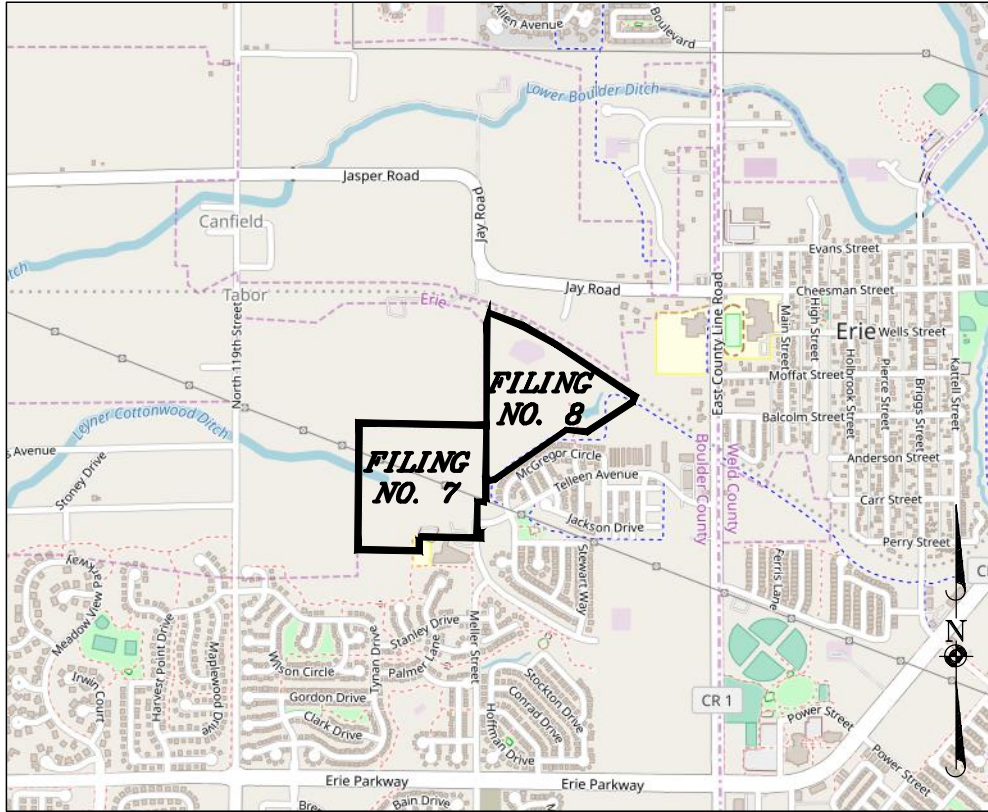 Allen Avenue
Boulevard
Lower Boulder Ditch
Jasper Road
Canfield
Jay Road
Evans Street
itch
Jay Road
Cheesman Street
Tabor
Erie
East County Line Road
Main Street
High Street
Erie
Wells Street
North 119th Street
FILING
NO. 8
Moffat Street
Holbrook Street
Pierce Street
Briggs Street
Kattell Street
Balcolm Street
Leyner Cottonwood Ditch
s Avenue
FILING
NO. 7
McGregor Circle
Telleen Avenue
Boulder County
Weld County
Anderson Street
Stoney Drive
Carr Street
Jackson Drive
Perry Street
Parkway
Meadow View
Stewart Way
Ferris Lane
N
Harvest Point Drive
Maplewood Drive
Wilson Circle
Tynan Drive
Stanley Drive
Palmer Lane
Meller Street
Irwin Court
Gordon Drive
Clark Drive
Hoffman Drive
Conrad Drive
Stockton Drive
CR 1
Power Street
Power Street
Erie Parkway
Erie Parkway
Bain Drive